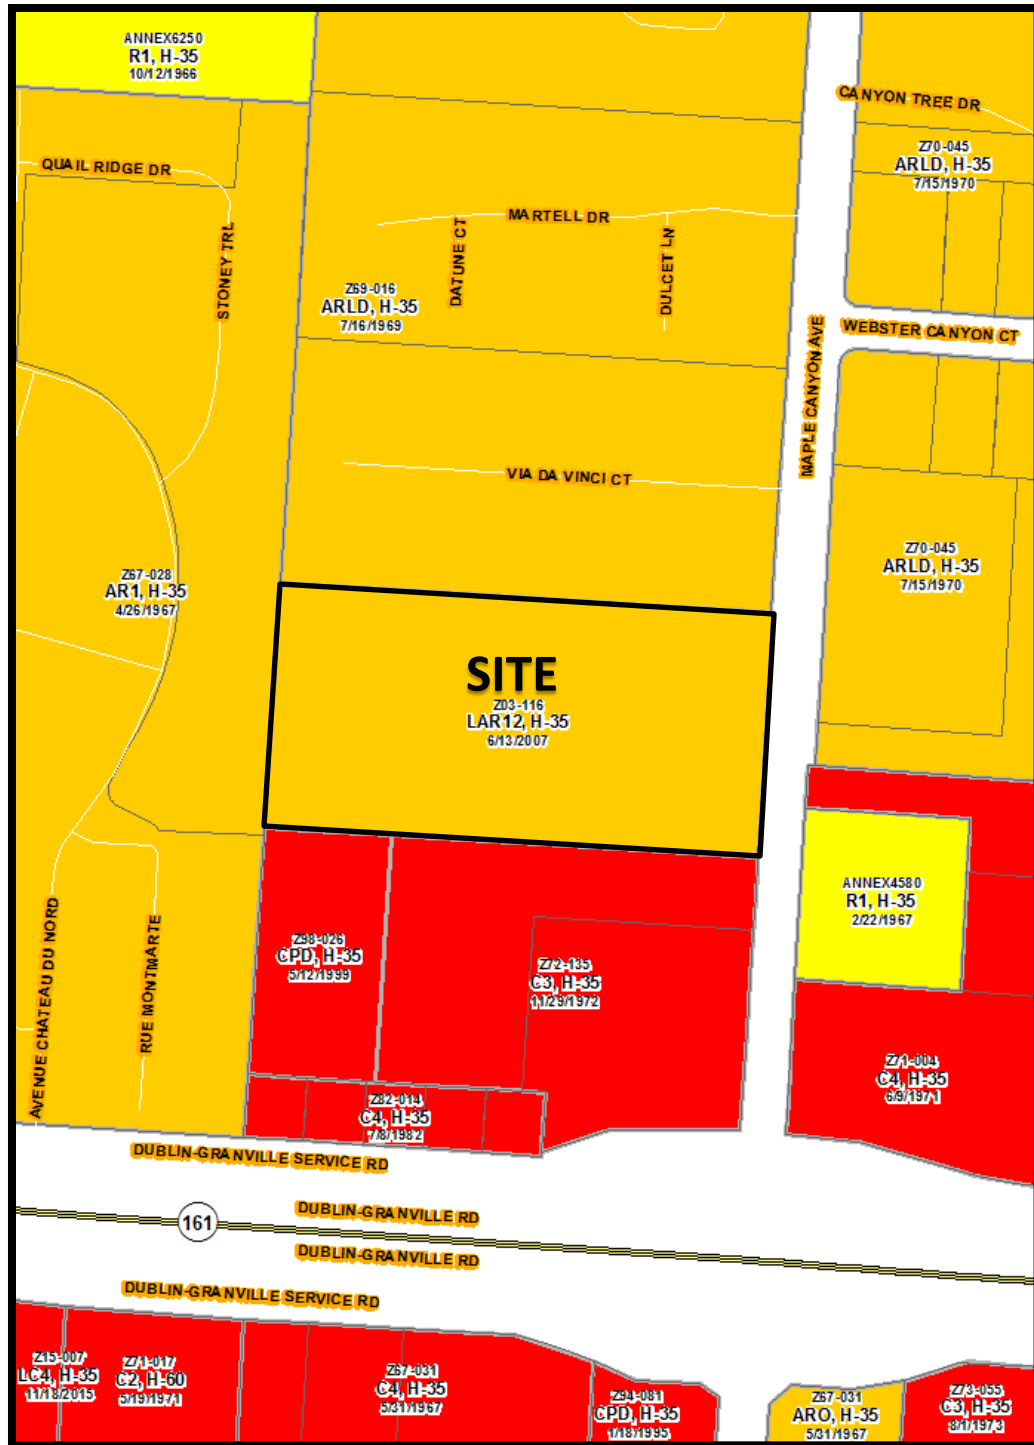 ANNEX6250
R1, H-35
10/12/1966
CANYON TREE DR
Z70-045
ARLD, H-35
7/15/1970
QUAIL RIDGE DR
MARTELL DR
STONEY TRL
DATUNE CT
DULCET LN
Z69-016
ARLD, H-35
7/16/1969
WEBSTER CANYON CT
MAPLE CANYON AVE
VIA DA VINCI CT
Z67-028
AR1, H-35
4/26/1967
Z70-045
ARLD, H-35
7/15/1970
SITE
Z03-116
LAR12, H-35
6/13/2007
ANNEX4580
R1, H-35
2/22/1967
AVENUE CHATEAU DU NORD
RUE MONTMARTE
Z98-026
CPD, H-35
5/12/1999
Z72-135
C3, H-35
11/29/1972
Z71-004
C4, H-35
6/9/1971
Z82-014
C4, H-35
7/8/1982
DUBLIN-GRANVILLE SERVICE RD
161
DUBLIN-GRANVILLE RD
DUBLIN-GRANVILLE RD
DUBLIN-GRANVILLE SERVICE RD
Z15-007
LC4, H-35
11/18/2015
Z71-017
C2, H-60
5/19/1971
Z67-031
C4, H-35
5/31/1967
Z94-081
CPD, H-35
1/18/1995
Z67-031
ARO, H-35
5/31/1967
Z73-055
C3, H-35
8/1/1973